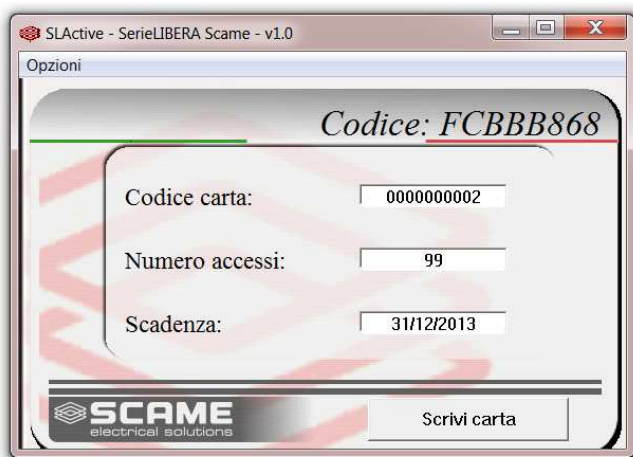 SLActive - SerieLIBERA Scame - v1.0
Opzioni
Codice: FCBBB868
Codice carta: 0000000002
Numero accessi: 99
Scadenza: 31/12/2013
SCAME
electrical solutions
Scrivi carta